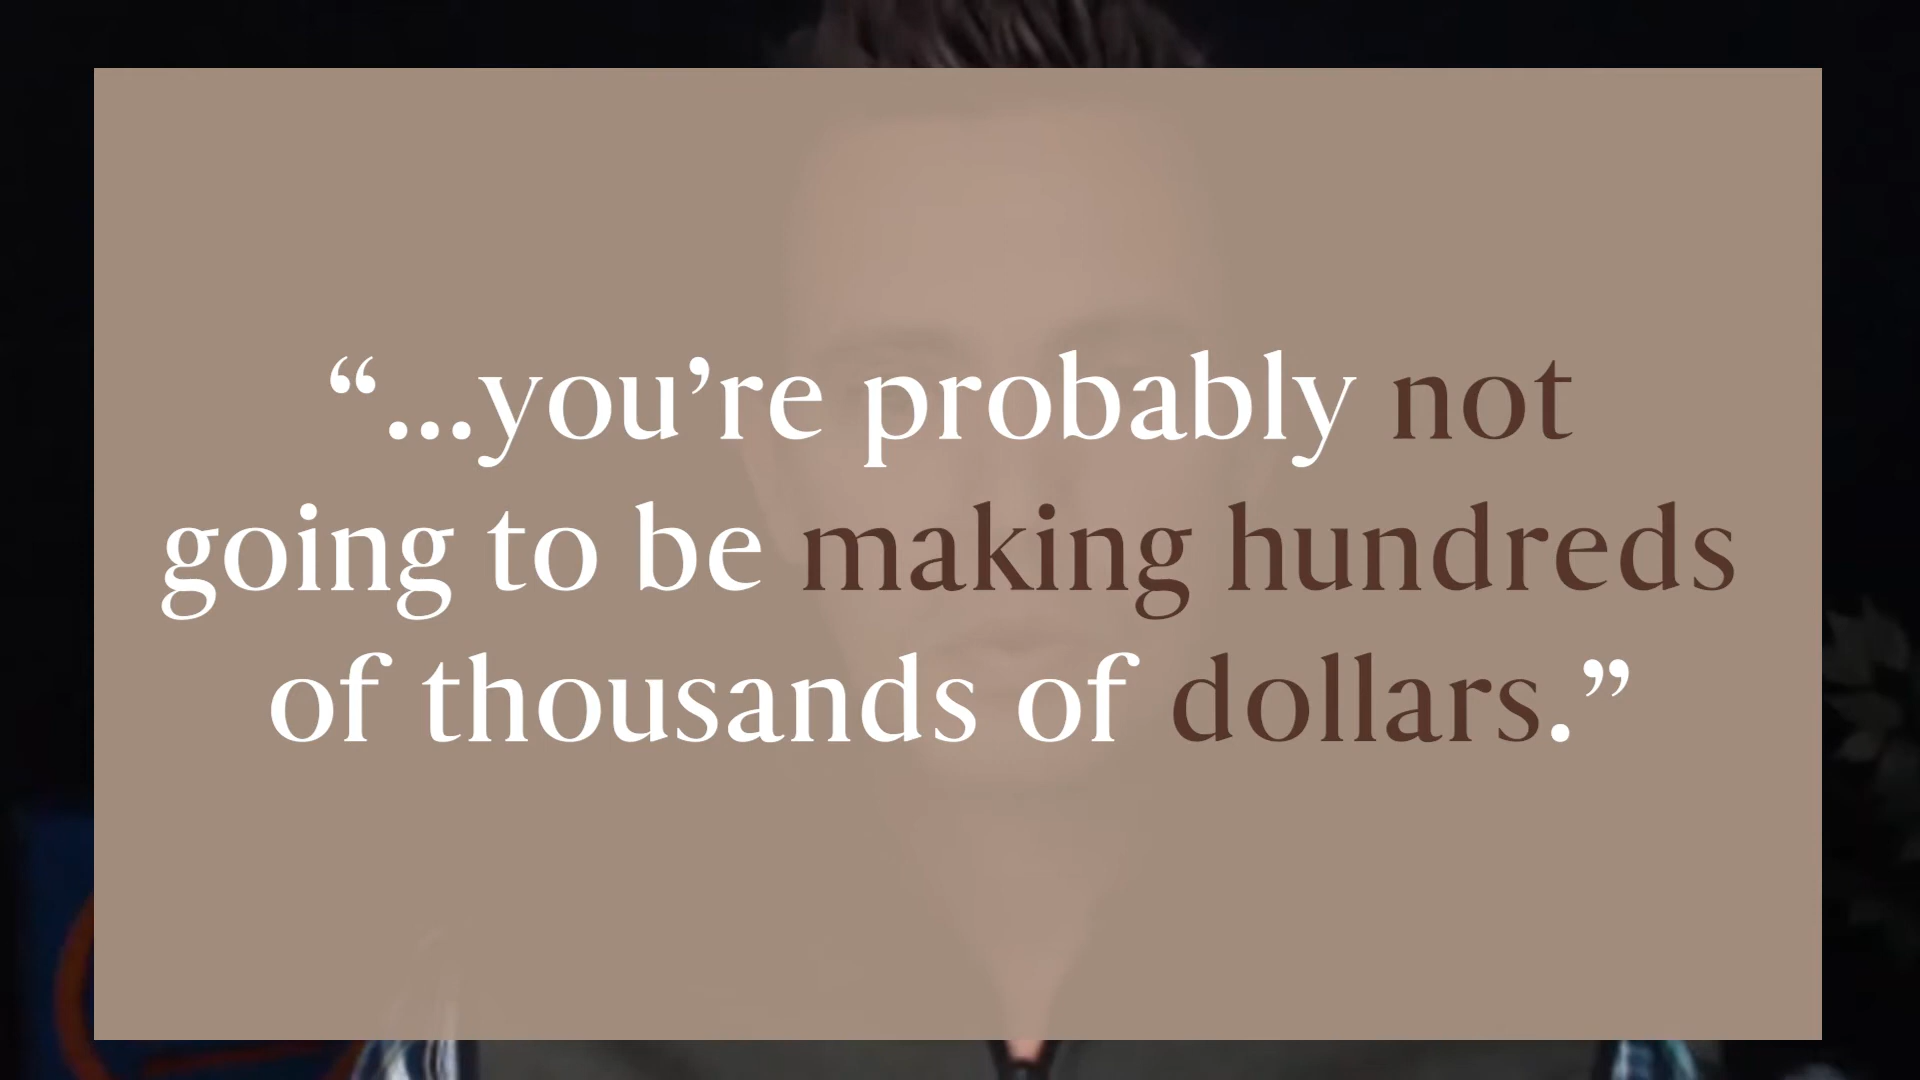 “...you’re probably not
going to be making hundreds
of thousands of dollars.”